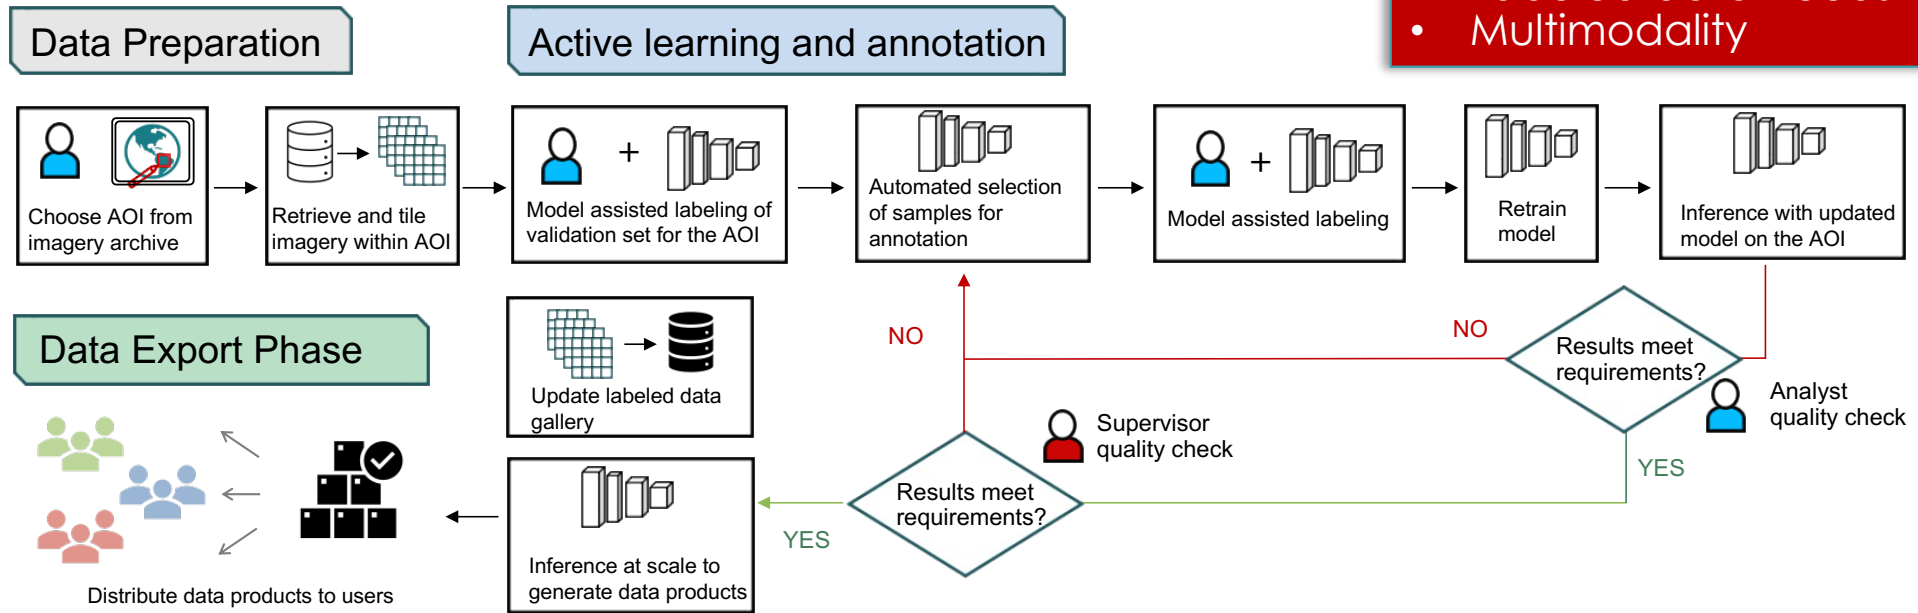 • Multimodality
Data Preparation
Active learning and annotation
Choose AOI from
imagery archive
Retrieve and tile
imagery within AOI
+
Model assisted labeling of
validation set for the AOI
Automated selection
of samples for
annotation
+
Model assisted labeling
Retrain
model
Inference with updated
model on the AOI
NO
NO
Results meet
requirements?
Analyst
quality check
YES
Data Export Phase
Update labeled data
gallery
Supervisor
quality check
Results meet
requirements?
YES
Inference at scale to
generate data products
Distribute data products to users